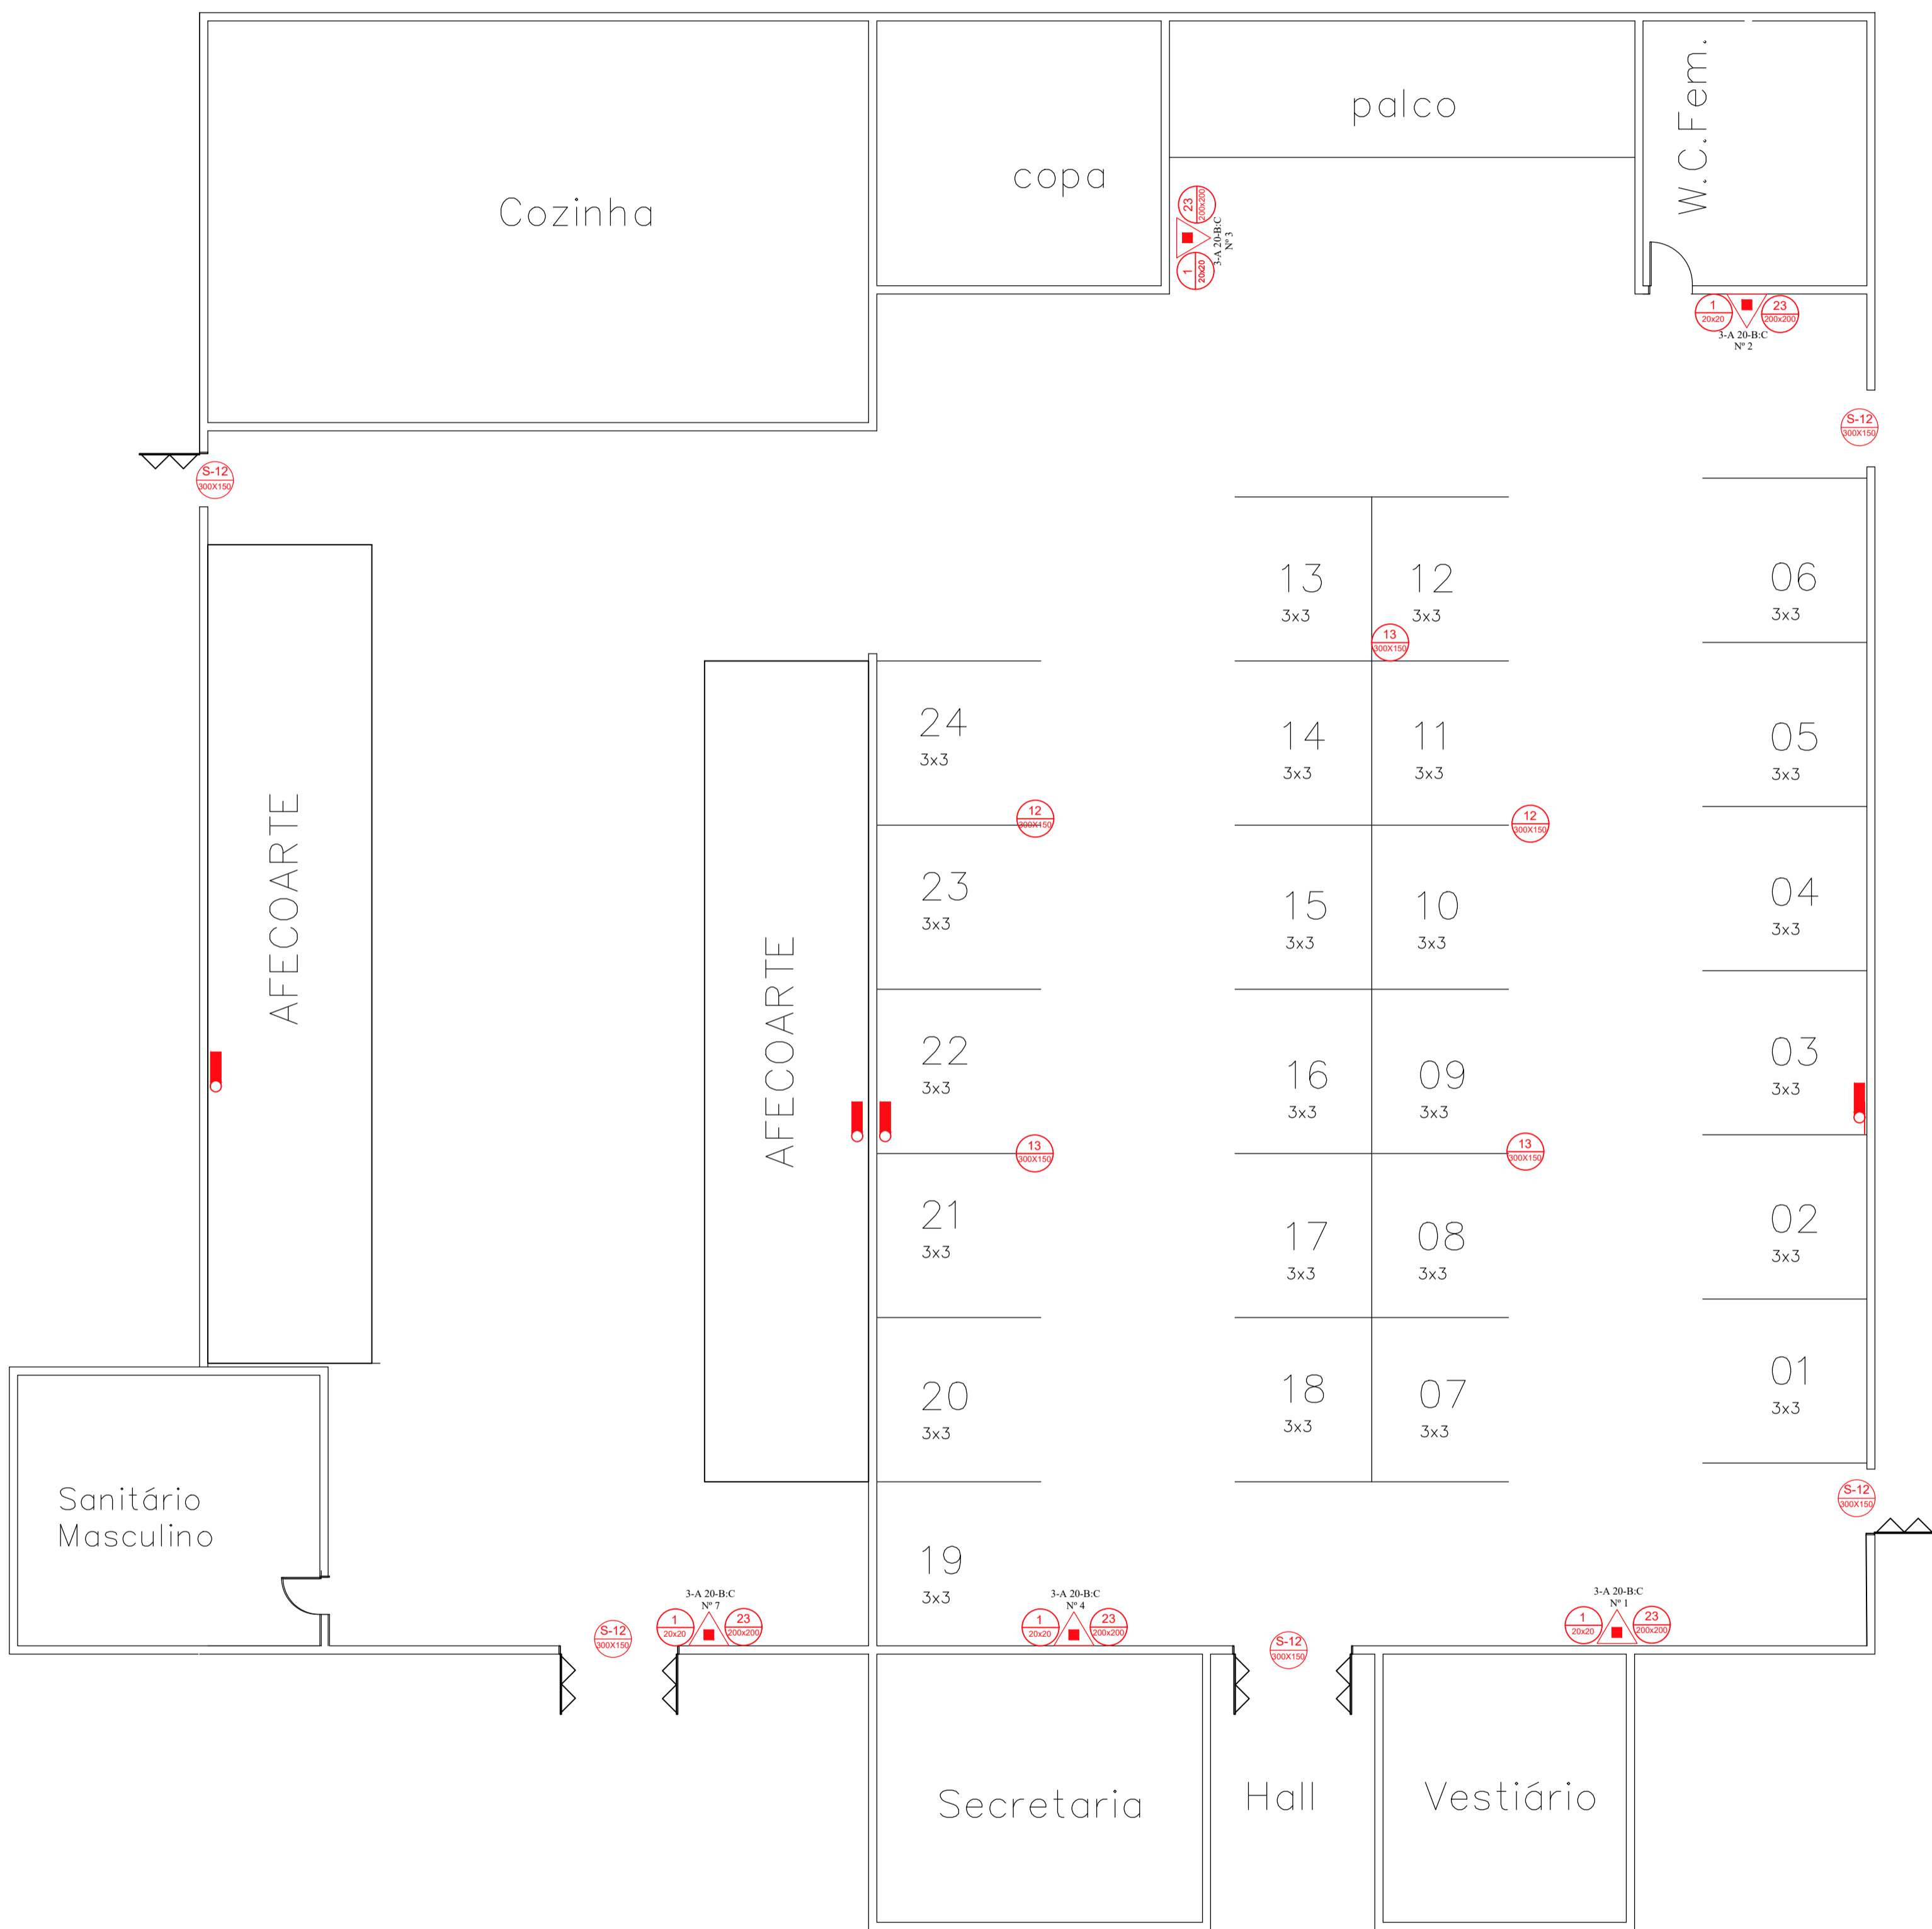 palco
W.C.Fem.
copa
Cozinha
23
200x200
3-A 20-B:C
Nº 3
1
20x20
1
20x20
23
200x200
3-A 20-B:C
Nº 2
S-12
300X150
S-12
300X150
13
3x3
12
3x3
06
3x3
13
300X150
24
3x3
14
3x3
11
3x3
05
3x3
12
300X150
12
300X150
AFECOARTE
23
3x3
15
3x3
10
3x3
04
3x3
AFECOARTE
22
3x3
16
3x3
09
3x3
03
3x3
13
300X150
13
300X150
21
3x3
17
3x3
08
3x3
02
3x3
20
3x3
18
3x3
07
3x3
01
3x3
Sanitário
Masculino
S-12
300X150
19
3x3
3-A 20-B:C
Nº 7
1
20x20
23
200x200
S-12
300X150
3-A 20-B:C
Nº 4
1
20x20
23
200x200
S-12
300X150
3-A 20-B:C
Nº 1
1
20x20
23
200x200
Secretaria
Hall
Vestiário